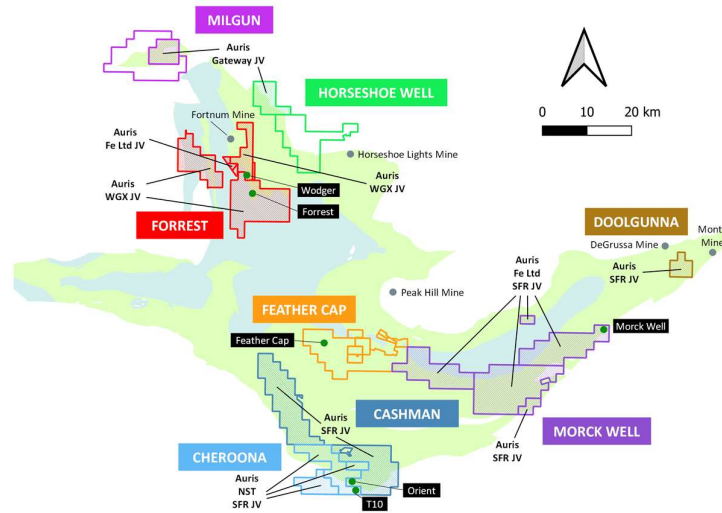 MILGUN
Auris
Gateway JV
HORSESHOE WELL
0 10 20 km
Fortnum Mine
Auris
Fe Ltd JV
Horseshoe Lights Mine
Auris
WGX JV
Wodger
Auris
WGX JV
Forrest
FORREST
DOOLGUNNA
DeGrussa Mine
Mont
Mine
Auris
Fe Ltd
SFR JV
Auris
SFR JV
Peak Hill Mine
FEATHER CAP
Feather Cap
Morck Well
CASHMAN
MORCK WELL
Auris
SFR JV
Auris
SFR JV
CHEROONA
Auris
NST
SFR JV
Orient
T10